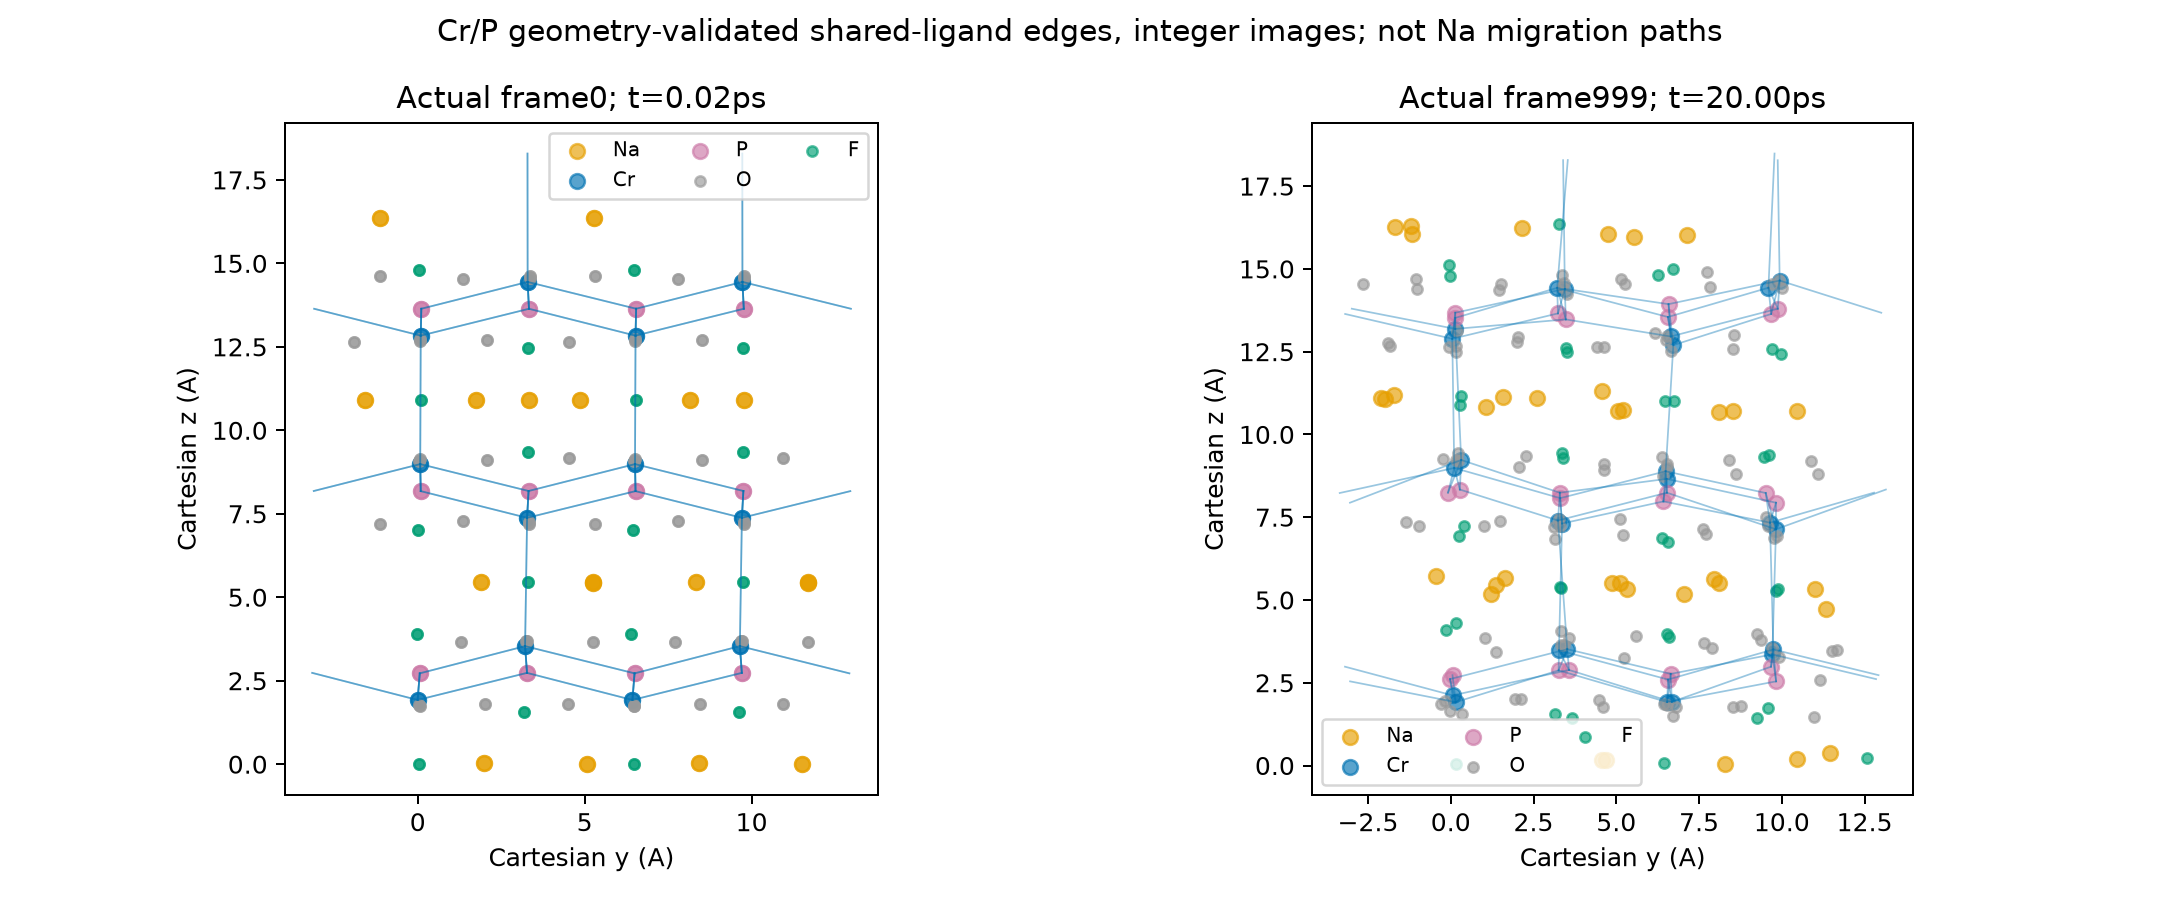 Cr/P geometry-validated shared-ligand edges, integer images; not Na migration paths
Actual frame0; t=0.02ps
Na P F
Cr O
17.5
15.0
12.5
10.0
7.5
5.0
2.5
0.0
Cartesian z (A)
0 5 10
Cartesian y (A)
Actual frame999; t=20.00ps
17.5
15.0
12.5
10.0
7.5
5.0
2.5
0.0
Cartesian z (A)
Na P F
Cr O
−2.5 0.0 2.5 5.0 7.5 10.0 12.5
Cartesian y (A)